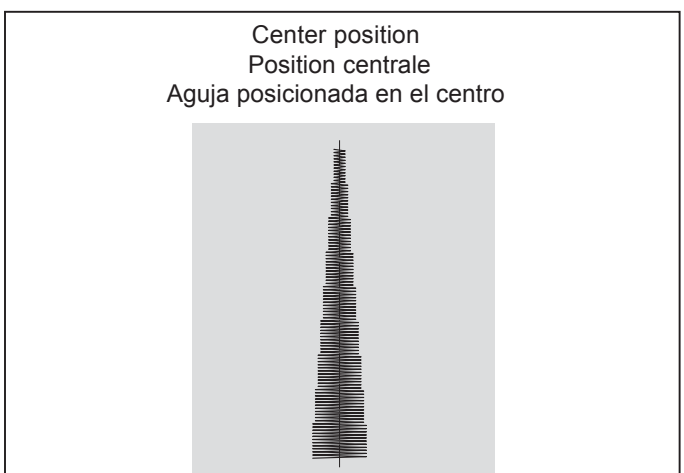 Center position
Position centrale
Aguja posicionada en el centro